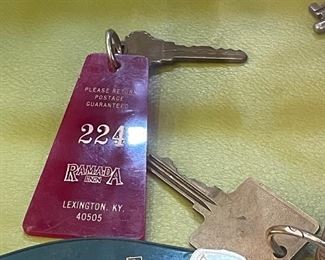 PLEASE RETURN
POSTAGE
GUARANTEED
224
RAMADA
INN
LEXINGTON, KY.
40505